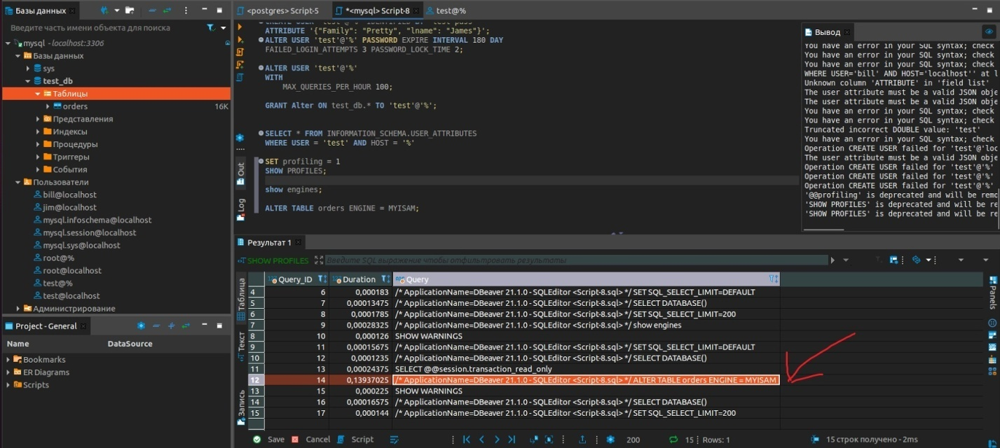 Базы данных
<postgres> Script-5
*<mysql> Script-8
test@%
Введите часть имени объекта для поиска
mysql - localhost:3306
Базы данных
sys
test_db
Таблицы
orders 16K
Представления
Индексы
Процедуры
Триггеры
События
Пользователи
bill@localhost
jim@localhost
mysql.infoschema@localhost
mysql.session@localhost
mysql.sys@localhost
root@%
root@localhost
test@%
test@localhost
Администрирование
Project - General
Name DataSource
Bookmarks
ER Diagrams
Scripts
ATTRIBUTE '{"Family": "Pretty", "lname": "James"}';
ALTER USER 'test'@'%' PASSWORD EXPIRE INTERVAL 180 DAY
FAILED_LOGIN_ATTEMPTS 3 PASSWORD_LOCK_TIME 2;
ALTER USER 'test'@'%'
WITH
MAX_QUERIES_PER_HOUR 100;
GRANT Alter ON test_db.* TO 'test'@'%';
SELECT * FROM INFORMATION_SCHEMA.USER_ATTRIBUTES
WHERE USER = 'test' AND HOST = '%'
SET profiling = 1
SHOW PROFILES;
show engines;
ALTER TABLE orders ENGINE = MYISAM;
Out
Log
Вывод
You have an error in your SQL syntax; check
You have an error in your SQL syntax; check
You have an error in your SQL syntax; check
WHERE USER='bill' AND HOST='localhost'' at l
Unknown column 'ATTRIBUTE' in 'field list'
The user attribute must be a valid JSON obje
The user attribute must be a valid JSON obje
You have an error in your SQL syntax; check
You have an error in your SQL syntax; check
Truncated incorrect DOUBLE value: 'test'
You have an error in your SQL syntax; check
Operation CREATE USER failed for 'test'@'loc
The user attribute must be a valid JSON obje
Operation CREATE USER failed for 'test'@'%'
Operation CREATE USER failed for 'test'@'%'
Operation CREATE USER failed for 'test'@'%'
'@@profiling' is deprecated and will be remo
'SHOW PROFILES' is deprecated and will be re
'SHOW PROFILES' is deprecated and will be re
Результат 1
SHOW PROFILES
Введите SQL выражение чтобы отфильтровать результаты
Таблица
Текст
Запись
Panels
Query_ID Duration Query
4 6 0,000183 /* ApplicationName=DBeaver 21.1.0 - SQLEditor <Script-8.sql> */ SET SQL_SELECT_LIMIT=DEFAULT
5 7 0,00013475 /* ApplicationName=DBeaver 21.1.0 - SQLEditor <Script-8.sql> */ SELECT DATABASE()
6 8 0,0001785 /* ApplicationName=DBeaver 21.1.0 - SQLEditor <Script-8.sql> */ SET SQL_SELECT_LIMIT=200
7 9 0,00028325 /* ApplicationName=DBeaver 21.1.0 - SQLEditor <Script-8.sql> */ show engines
8 10 0,000126 SHOW WARNINGS
9 11 0,00015675 /* ApplicationName=DBeaver 21.1.0 - SQLEditor <Script-8.sql> */ SET SQL_SELECT_LIMIT=DEFAULT
10 12 0,0001235 /* ApplicationName=DBeaver 21.1.0 - SQLEditor <Script-8.sql> */ SELECT DATABASE()
11 13 0,00024375 SELECT @@session.transaction_read_only
12 14 0,13937025 /* ApplicationName=DBeaver 21.1.0 - SQLEditor <Script-8.sql> */ ALTER TABLE orders ENGINE = MYISAM
13 15 0,000225 SHOW WARNINGS
14 16 0,00016575 /* ApplicationName=DBeaver 21.1.0 - SQLEditor <Script-8.sql> */ SELECT DATABASE()
15 17 0,000144 /* ApplicationName=DBeaver 21.1.0 - SQLEditor <Script-8.sql> */ SET SQL_SELECT_LIMIT=200
Save Cancel Script 200 15 Rows: 1 15 строк получено - 2ms